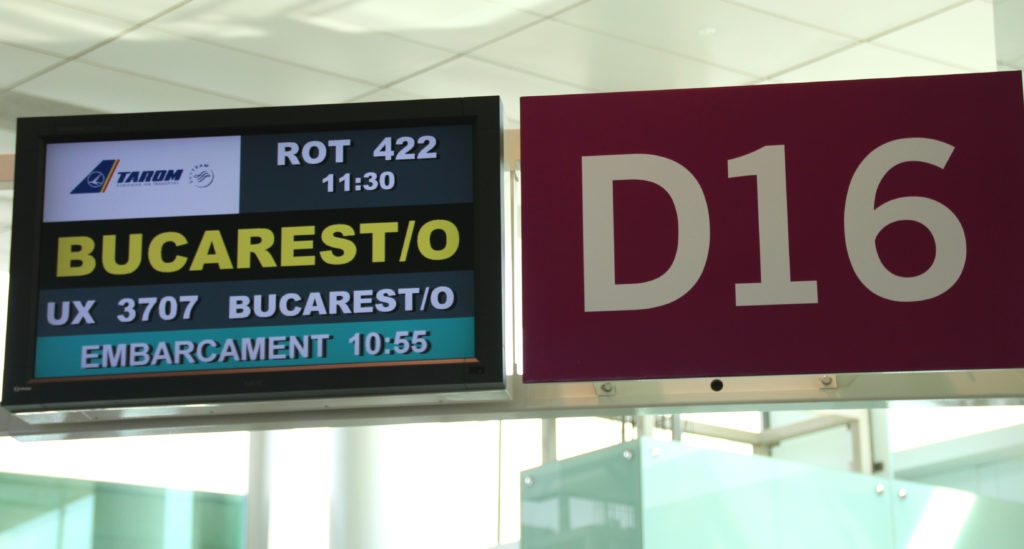 TAROM
ROT 422
11:30
BUCAREST/O
UX 3707 BUCAREST/O
EMBARCAMENT 10:55
D16